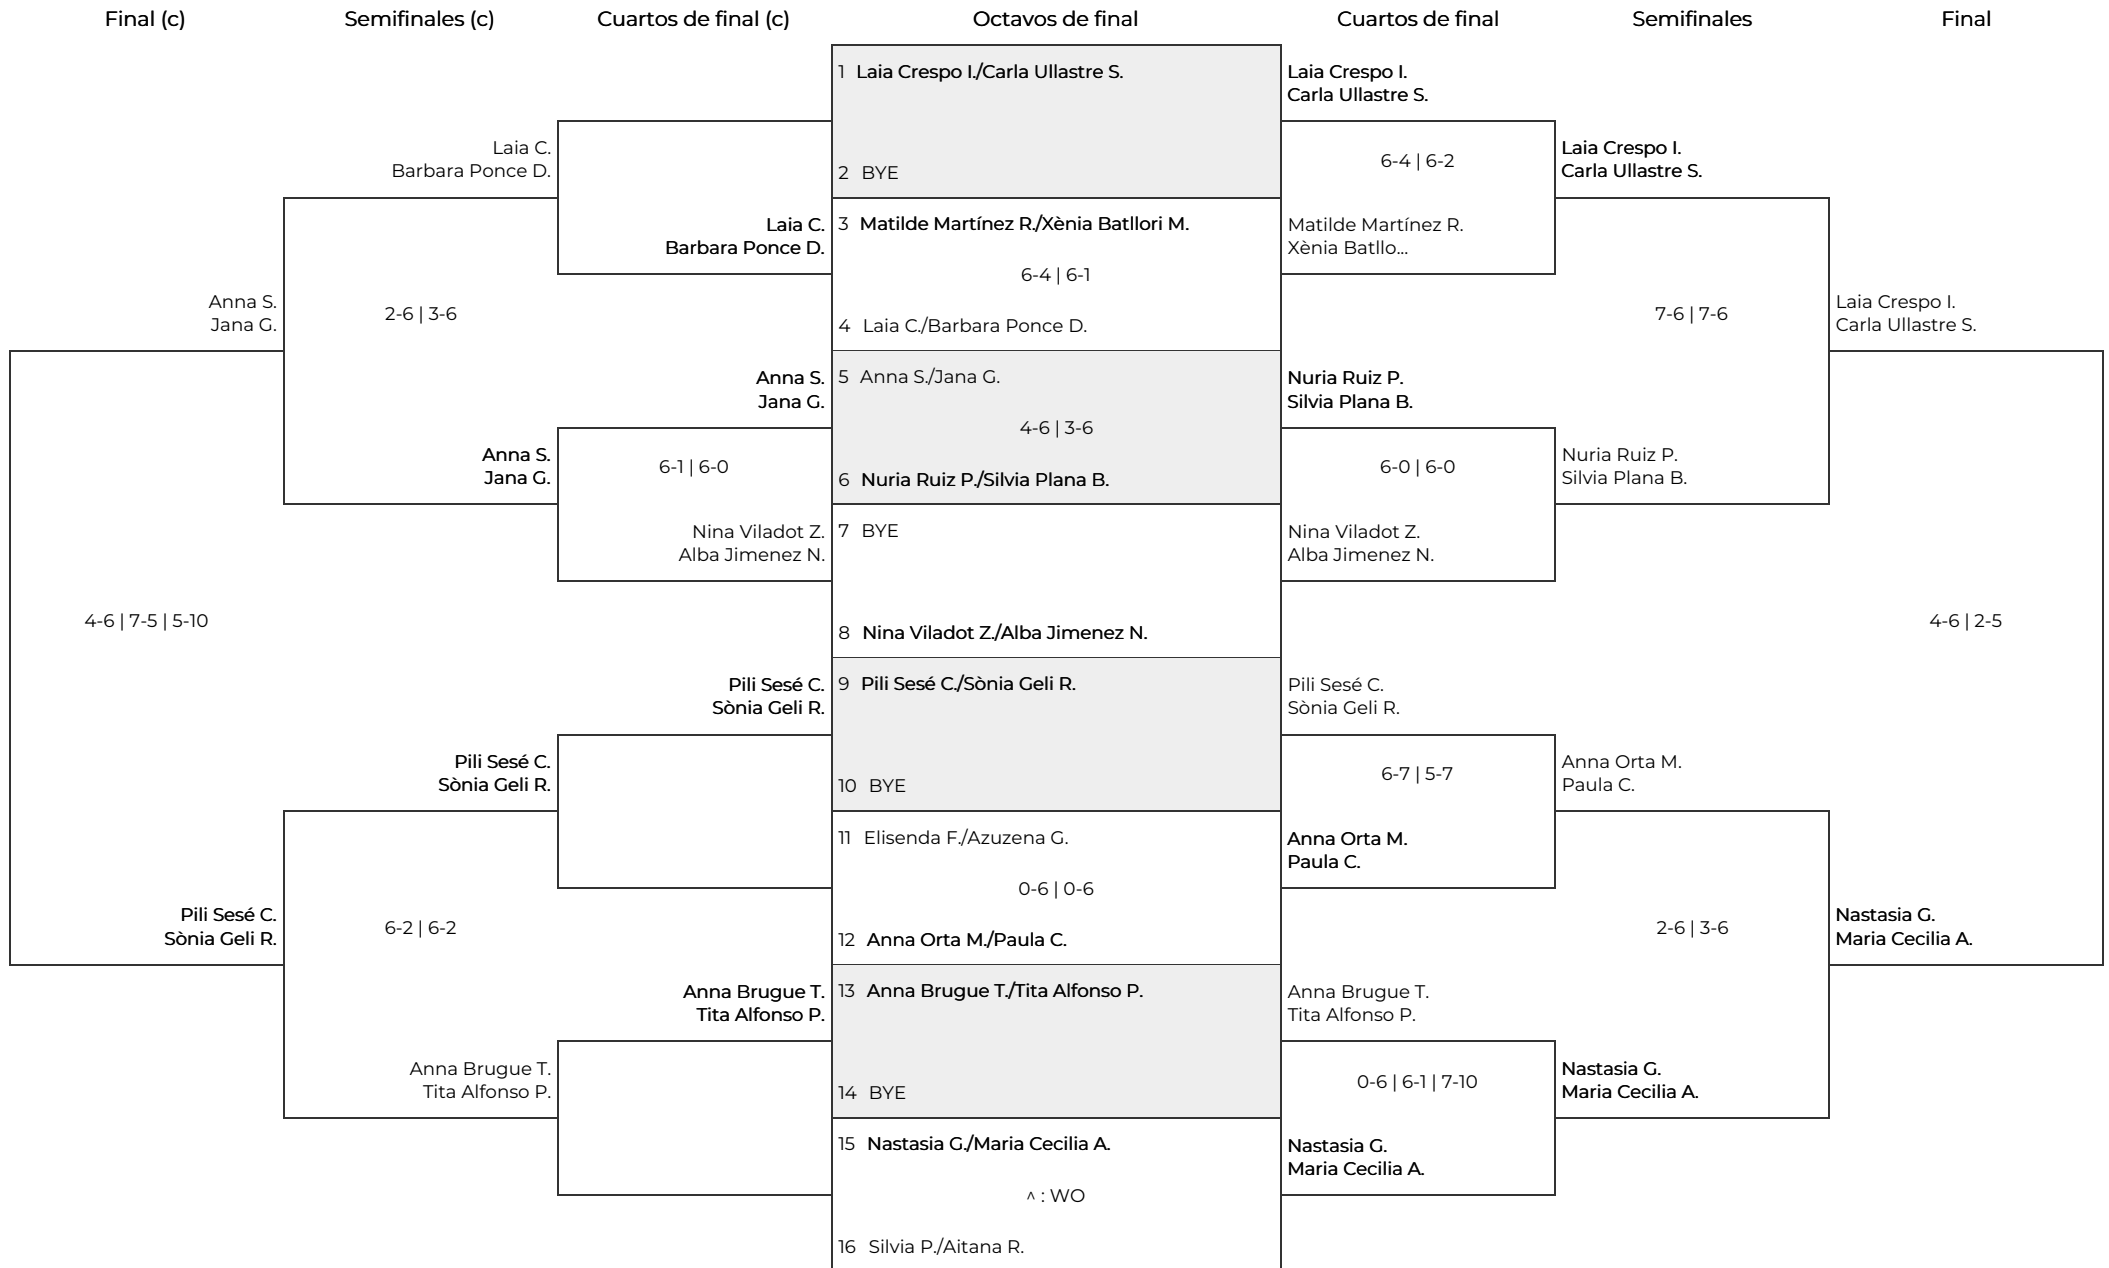 Final (c)
Semifinales (c)
Cuartos de final (c)
Octavos de final
Cuartos de final
Semifinales
Final
Anna S.
Jana G.
4-6 | 7-5 | 5-10
Pili Sesé C.
Sònia Geli R.
Laia C.
Barbara Ponce D.
2-6 | 3-6
Anna S.
Jana G.
Pili Sesé C.
Sònia Geli R.
6-2 | 6-2
Anna Brugue T.
Tita Alfonso P.
Laia C.
Barbara Ponce D.
Anna S.
Jana G.
6-1 | 6-0
Nina Viladot Z.
Alba Jimenez N.
Pili Sesé C.
Sònia Geli R.
Anna Brugue T.
Tita Alfonso P.
1 Laia Crespo I./Carla Ullastre S.
2 BYE
3 Matilde Martínez R./Xènia Batllori M.
6-4 | 6-1
4 Laia C./Barbara Ponce D.
5 Anna S./Jana G.
4-6 | 3-6
6 Nuria Ruiz P./Silvia Plana B.
7 BYE
8 Nina Viladot Z./Alba Jimenez N.
9 Pili Sesé C./Sònia Geli R.
10 BYE
11 Elisenda F./Azuzena G.
0-6 | 0-6
12 Anna Orta M./Paula C.
13 Anna Brugue T./Tita Alfonso P.
14 BYE
15 Nastasia G./Maria Cecilia A.
^ : WO
16 Silvia P./Aitana R.
Laia Crespo I.
Carla Ullastre S.
6-4 | 6-2
Matilde Martínez R.
Xènia Batllo...
Nuria Ruiz P.
Silvia Plana B.
6-0 | 6-0
Nina Viladot Z.
Alba Jimenez N.
Pili Sesé C.
Sònia Geli R.
6-7 | 5-7
Anna Orta M.
Paula C.
Anna Brugue T.
Tita Alfonso P.
0-6 | 6-1 | 7-10
Nastasia G.
Maria Cecilia A.
Laia Crespo I.
Carla Ullastre S.
7-6 | 7-6
Nuria Ruiz P.
Silvia Plana B.
Anna Orta M.
Paula C.
2-6 | 3-6
Nastasia G.
Maria Cecilia A.
Laia Crespo I.
Carla Ullastre S.
4-6 | 2-5
Nastasia G.
Maria Cecilia A.